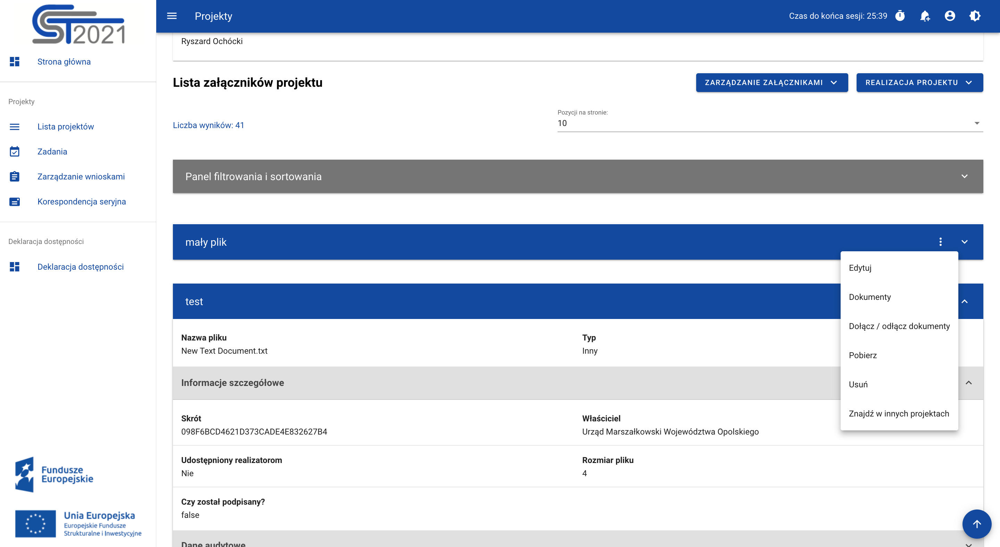 CST2021
Projekty
Czas do końca sesji: 25:39
Strona główna
Projekty
Lista projektów
Zadania
Zarządzanie wnioskami
Korespondencja seryjna
Deklaracja dostępności
Deklaracja dostępności
Fundusze
Europejskie
Unia Europejska
Europejskie Fundusze
Strukturalne i Inwestycyjne
Ryszard Ochócki
Lista załączników projektu
ZARZĄDZANIE ZAŁĄCZNIKAMI
REALIZACJA PROJEKTU
Liczba wyników: 41
Pozycji na stronie:
10
Panel filtrowania i sortowania
mały plik
Edytuj
Dokumenty
Dołącz / odłącz dokumenty
Pobierz
Usuń
Znajdź w innych projektach
test
Nazwa pliku
New Text Document.txt
Typ
Inny
Informacje szczegółowe
Skrót
098F6BCD4621D373CADE4E832627B4
Właściciel
Urząd Marszałkowski Województwa Opolskiego
Udostępniony realizatorom
Nie
Rozmiar pliku
4
Czy został podpisany?
false
Dane audytowe